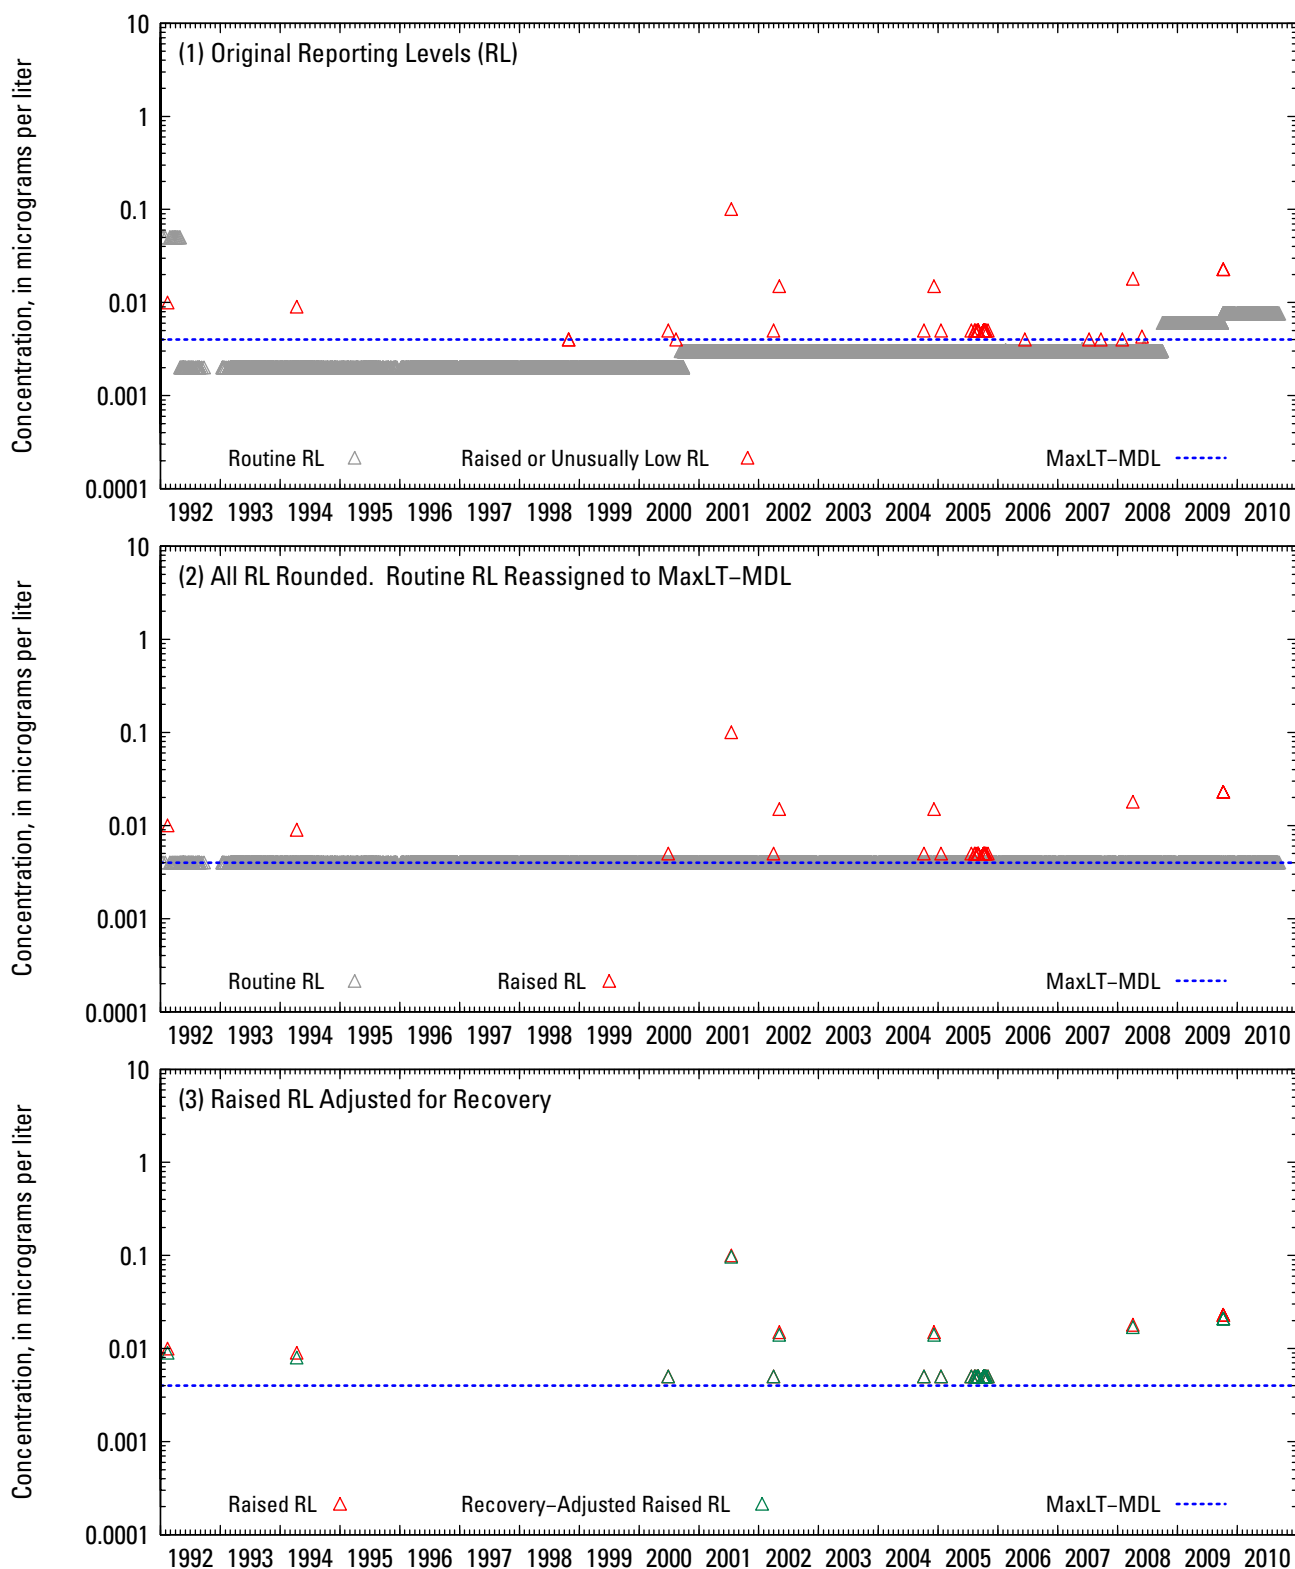 Concentration, in micrograms per liter
(1) Original Reporting Levels (RL)
10
1
0.1
0.01
0.001
0.0001
Routine RL
Raised or Unusually Low RL
MaxLT−MDL
1992 1993 1994 1995 1996 1997 1998 1999 2000 2001 2002 2003 2004 2005 2006 2007 2008 2009 2010
Concentration, in micrograms per liter
(2) All RL Rounded. Routine RL Reassigned to MaxLT−MDL
10
1
0.1
0.01
0.001
0.0001
Routine RL
Raised RL
MaxLT−MDL
1992 1993 1994 1995 1996 1997 1998 1999 2000 2001 2002 2003 2004 2005 2006 2007 2008 2009 2010
Concentration, in micrograms per liter
(3) Raised RL Adjusted for Recovery
10
1
0.1
0.01
0.001
0.0001
Raised RL
Recovery−Adjusted Raised RL
MaxLT−MDL
1992 1993 1994 1995 1996 1997 1998 1999 2000 2001 2002 2003 2004 2005 2006 2007 2008 2009 2010